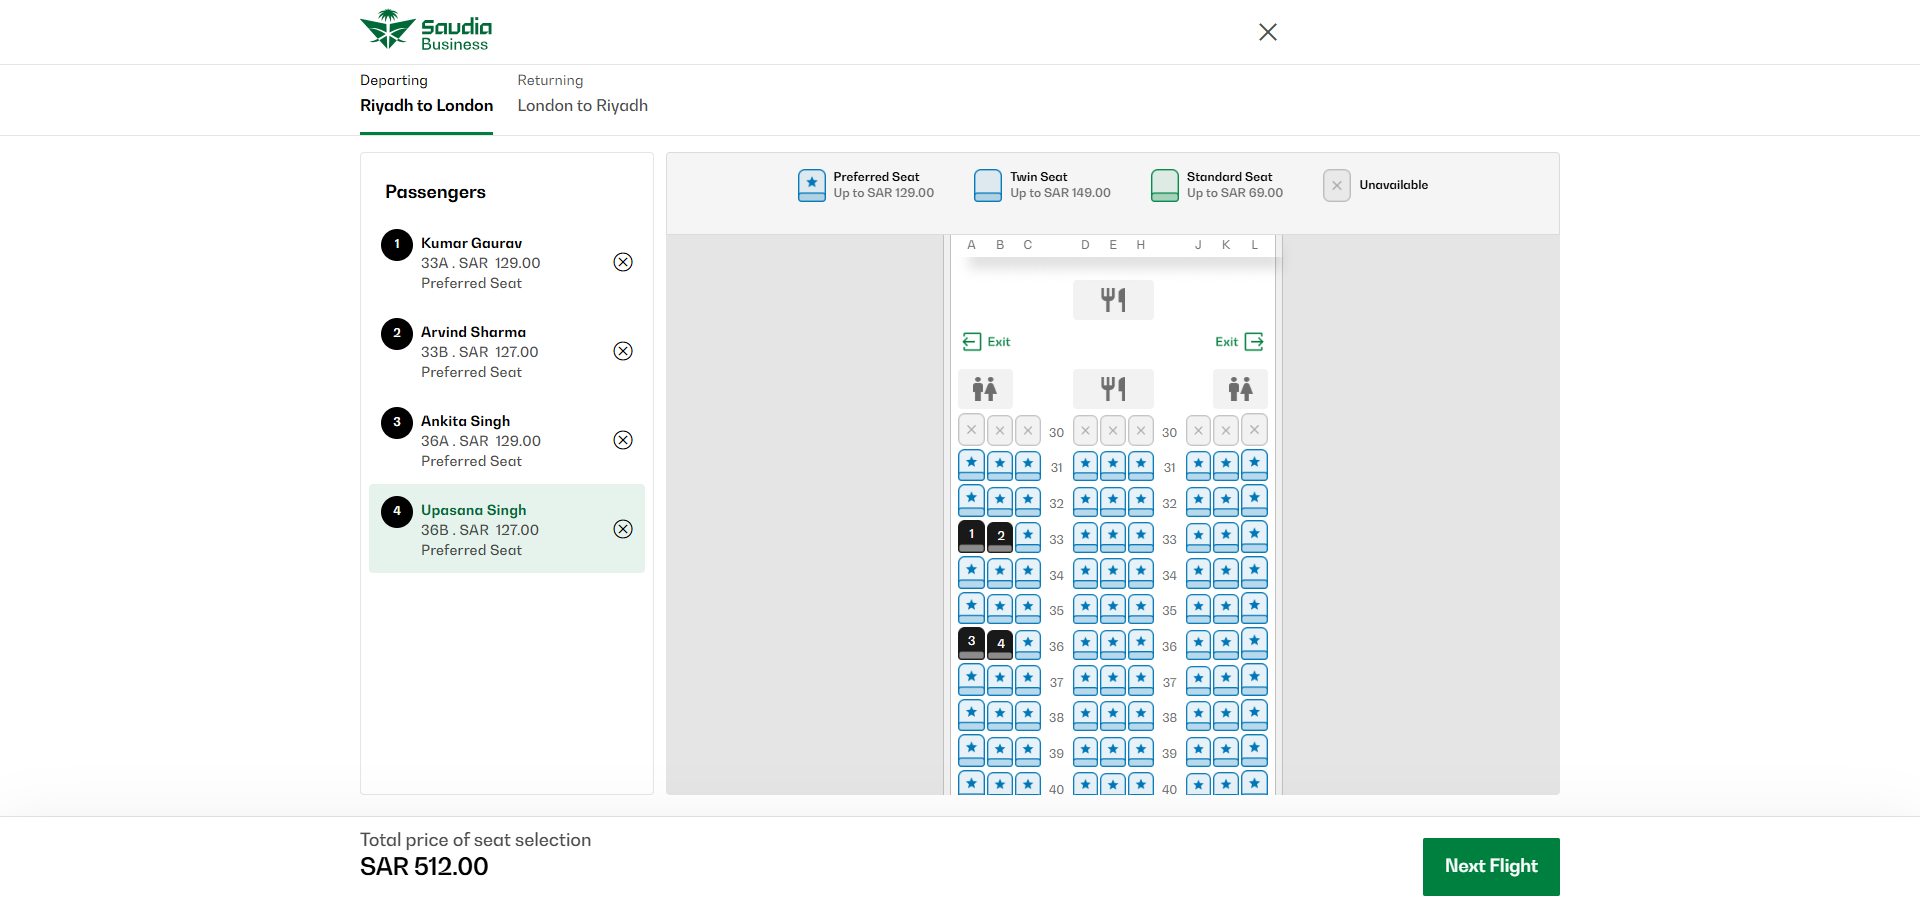 Saudia
Business
Departing
Riyadh to London
Returning
London to Riyadh
Passengers
1
Kumar Gaurav
33A . SAR 129.00
Preferred Seat
2
Arvind Sharma
33B . SAR 127.00
Preferred Seat
3
Ankita Singh
36A . SAR 129.00
Preferred Seat
4
Upasana Singh
36B . SAR 127.00
Preferred Seat
Preferred Seat
Up to SAR 129.00
Twin Seat
Up to SAR 149.00
Standard Seat
Up to SAR 69.00
Unavailable
A B C D E H J K L
Exit Exit
30 30
31 31
32 32
1 2 33 33
34 34
35 35
3 4 36 36
37 37
38 38
39 39
40 40
Total price of seat selection
SAR 512.00
Next Flight